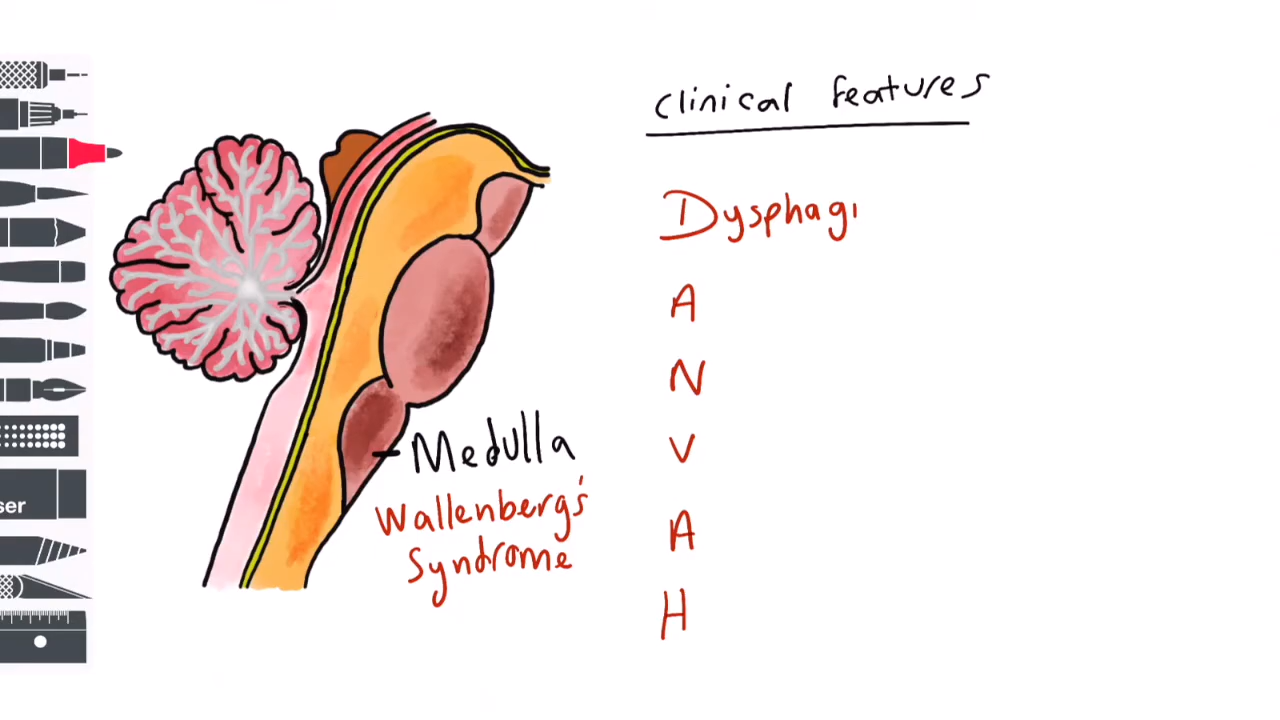 Clinical features
Dysphagi
A
N
V
A
H
Medulla
Wallenberg's
Syndrome
ser